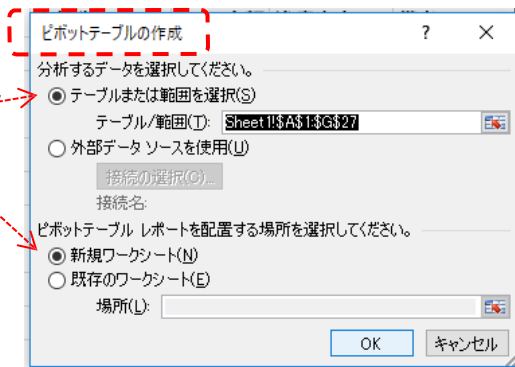 ピボットテーブルの作成 ? ×
分析するデータを選択してください。
テーブルまたは範囲を選択(S)
テーブル/範囲(T): Sheet1!$A$1:$G$27
外部データ ソースを使用(U)
接続の選択(C)...
接続名:
ピボットテーブル レポートを配置する場所を選択してください。
新規ワークシート(N)
既存のワークシート(E)
場所(L):
OK キャンセル